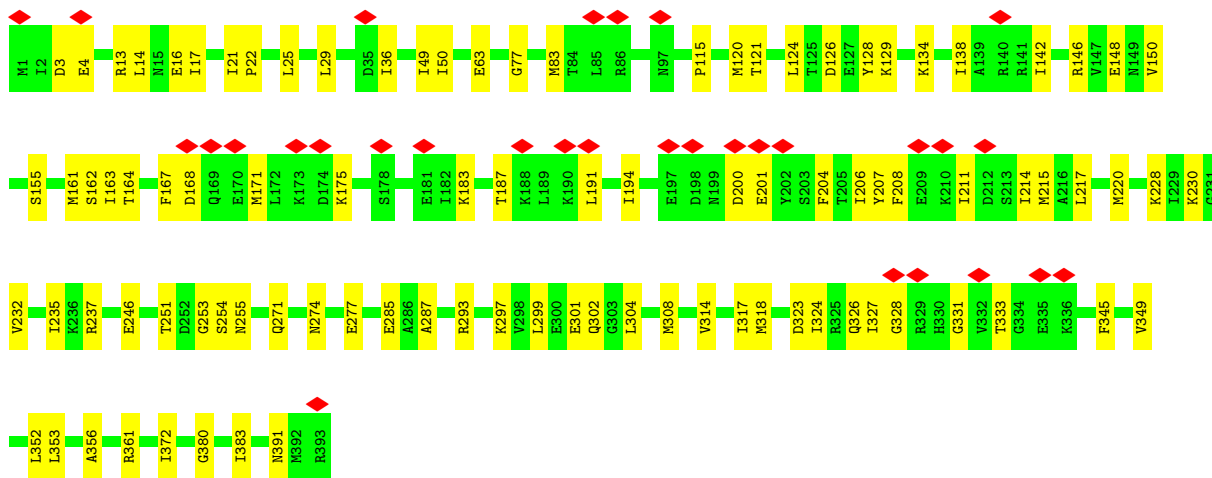 M1 I2 D3 E4 R13 L14 N15 E16 I17 I21 P22 L25 L29 D35 I36 I49 I50 E63 G77 M83 T84 L85 R86 N97 P115 M120 T121 L124 T125 D126 E127 Y128 K129 K134 I138 A139 R140 R141 I142 R146 V147 E148 N149 V150
S155 M161 S162 I163 T164 F167 D168 Q169 E170 M171 L172 K173 D174 K175 S178 E181 I182 K183 T187 K188 L189 K190 L191 I194 E197 D198 N199 D200 E201 Y202 S203 F204 T205 I206 Y207 F208 E209 K210 I211 D212 S213 I214 M215 A216 L217 M220 K228 I229 K230 G231
V232 I235 K236 R237 E246 T251 D252 G253 S254 N255 Q271 N274 E277 E285 A286 A287 R293 K297 V298 L299 E300 E301 Q302 G303 L304 M308 V314 I317 M318 D323 I324 R325 Q326 I327 G328 R329 H330 G331 V332 T333 G334 E335 K336 F345 V349
L352 L353 A356 R361 I372 G380 I383 N391 M392 R393